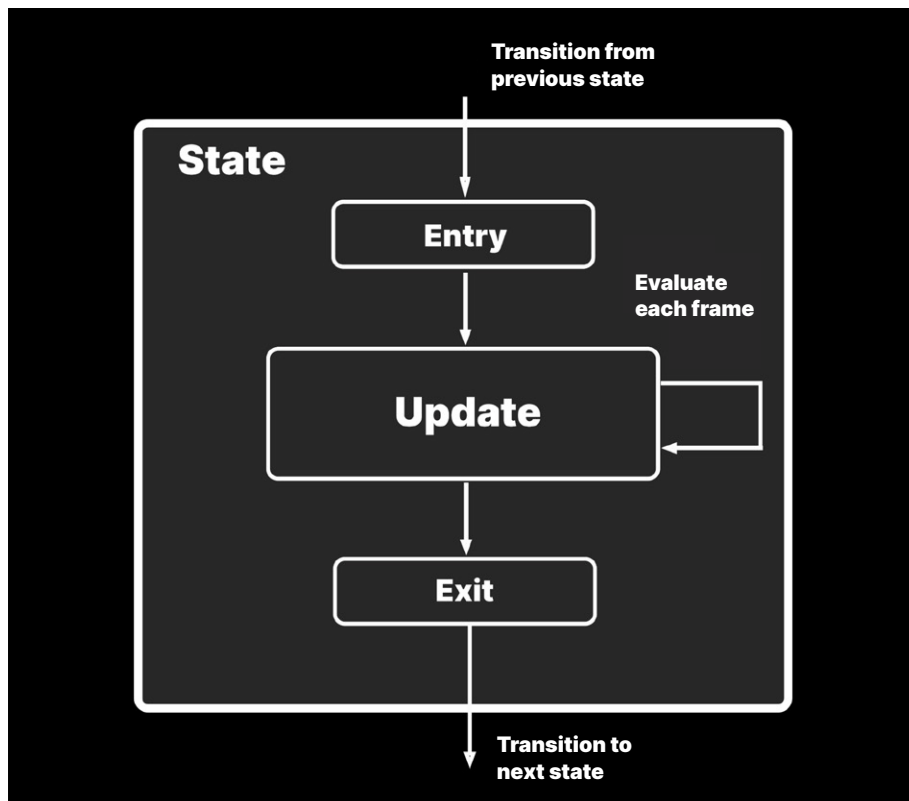 Transition from
previous state
State
Entry
Evaluate
each frame
Update
Exit
Transition to
next state